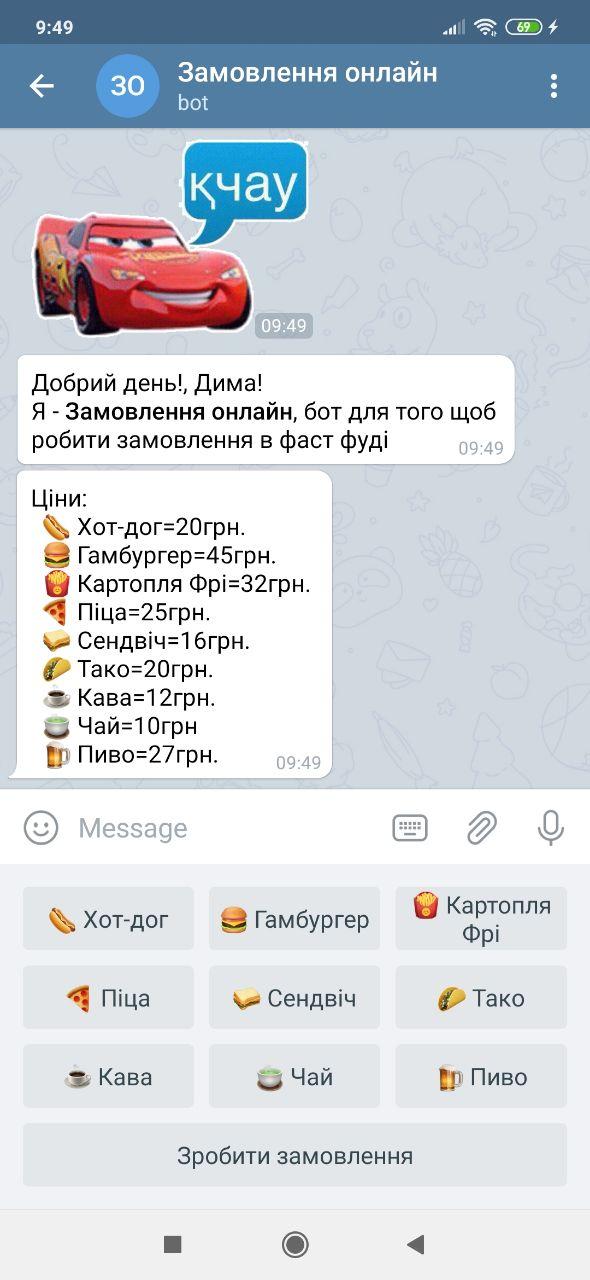 9:49
69
ЗО
Замовлення онлайн
bot
қчау
09:49
Добрий день!, Дима!
Я - Замовлення онлайн, бот для того щоб
робити замовлення в фаст фуді
09:49
Ціни:
🌭 Хот-дог=20грн.
🍔 Гамбургер=45грн.
🍟 Картопля Фрі=32грн.
🍕 Піца=25грн.
🥪 Сендвіч=16грн.
🌮 Тако=20грн.
☕ Кава=12грн.
🍵 Чай=10грн
🍺 Пиво=27грн.
09:49
Message
🌭 Хот-дог
🍔 Гамбургер
🍟 Картопля
Фрі
🍕 Піца
🥪 Сендвіч
🌮 Тако
☕ Кава
🍵 Чай
🍺 Пиво
Зробити замовлення